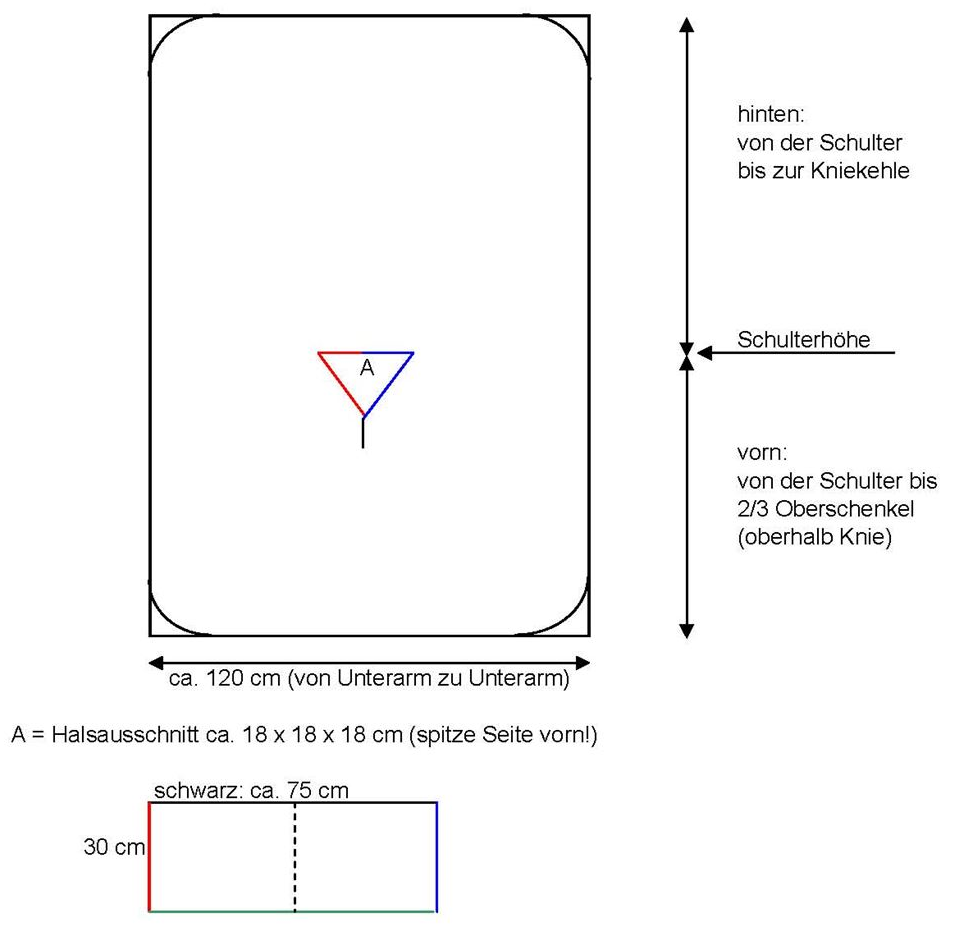 hinten:
von der Schulter
bis zur Kniekehle
Schulterhöhe
A
vorn:
von der Schulter bis
2/3 Oberschenkel
(oberhalb Knie)
ca. 120 cm (von Unterarm zu Unterarm)
A = Halsausschnitt ca. 18 x 18 x 18 cm (spitze Seite vorn!)
schwarz: ca. 75 cm
30 cm